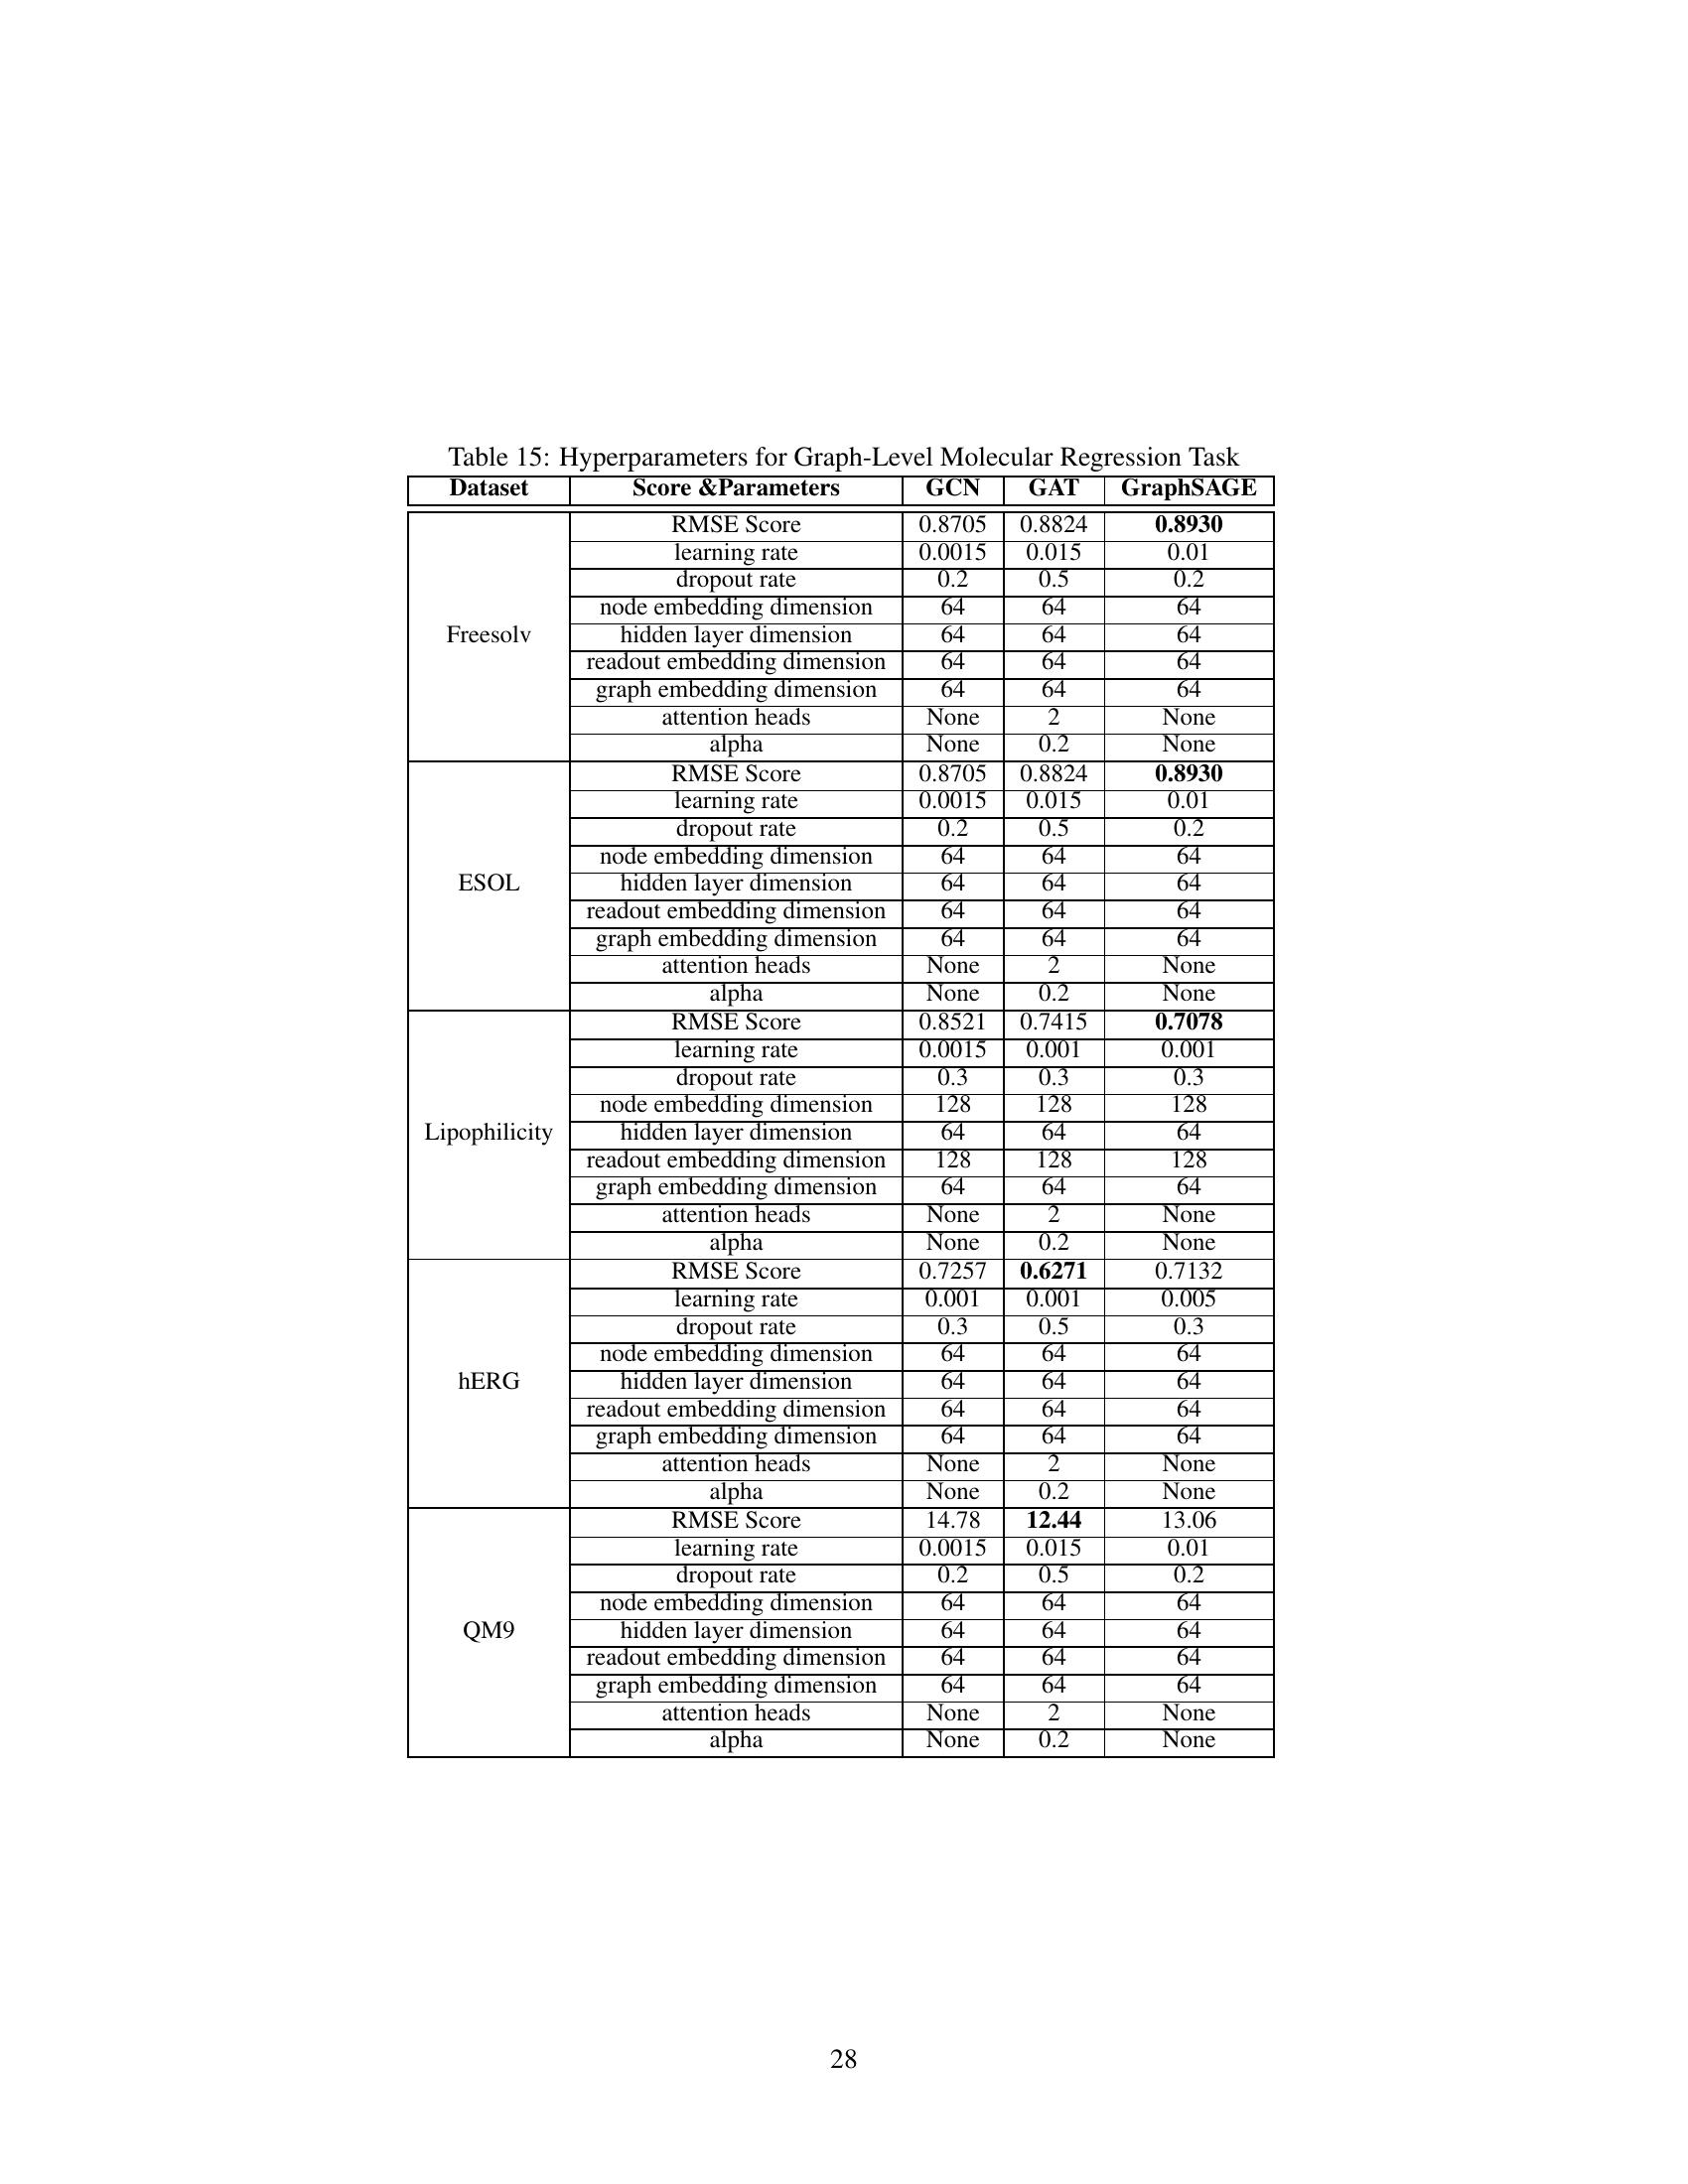 Table 15: Hyperparameters for Graph-Level Molecular Regression Task
Dataset Score &Parameters GCN GAT GraphSAGE
Freesolv
RMSE Score 0.8705 0.8824 0.8930
learning rate 0.0015 0.015 0.01
dropout rate 0.2 0.5 0.2
node embedding dimension 64 64 64
hidden layer dimension 64 64 64
readout embedding dimension 64 64 64
graph embedding dimension 64 64 64
attention heads None 2 None
alpha None 0.2 None
ESOL
RMSE Score 0.8705 0.8824 0.8930
learning rate 0.0015 0.015 0.01
dropout rate 0.2 0.5 0.2
node embedding dimension 64 64 64
hidden layer dimension 64 64 64
readout embedding dimension 64 64 64
graph embedding dimension 64 64 64
attention heads None 2 None
alpha None 0.2 None
Lipophilicity
RMSE Score 0.8521 0.7415 0.7078
learning rate 0.0015 0.001 0.001
dropout rate 0.3 0.3 0.3
node embedding dimension 128 128 128
hidden layer dimension 64 64 64
readout embedding dimension 128 128 128
graph embedding dimension 64 64 64
attention heads None 2 None
alpha None 0.2 None
hERG
RMSE Score 0.7257 0.6271 0.7132
learning rate 0.001 0.001 0.005
dropout rate 0.3 0.5 0.3
node embedding dimension 64 64 64
hidden layer dimension 64 64 64
readout embedding dimension 64 64 64
graph embedding dimension 64 64 64
attention heads None 2 None
alpha None 0.2 None
QM9
RMSE Score 14.78 12.44 13.06
learning rate 0.0015 0.015 0.01
dropout rate 0.2 0.5 0.2
node embedding dimension 64 64 64
hidden layer dimension 64 64 64
readout embedding dimension 64 64 64
graph embedding dimension 64 64 64
attention heads None 2 None
alpha None 0.2 None
28